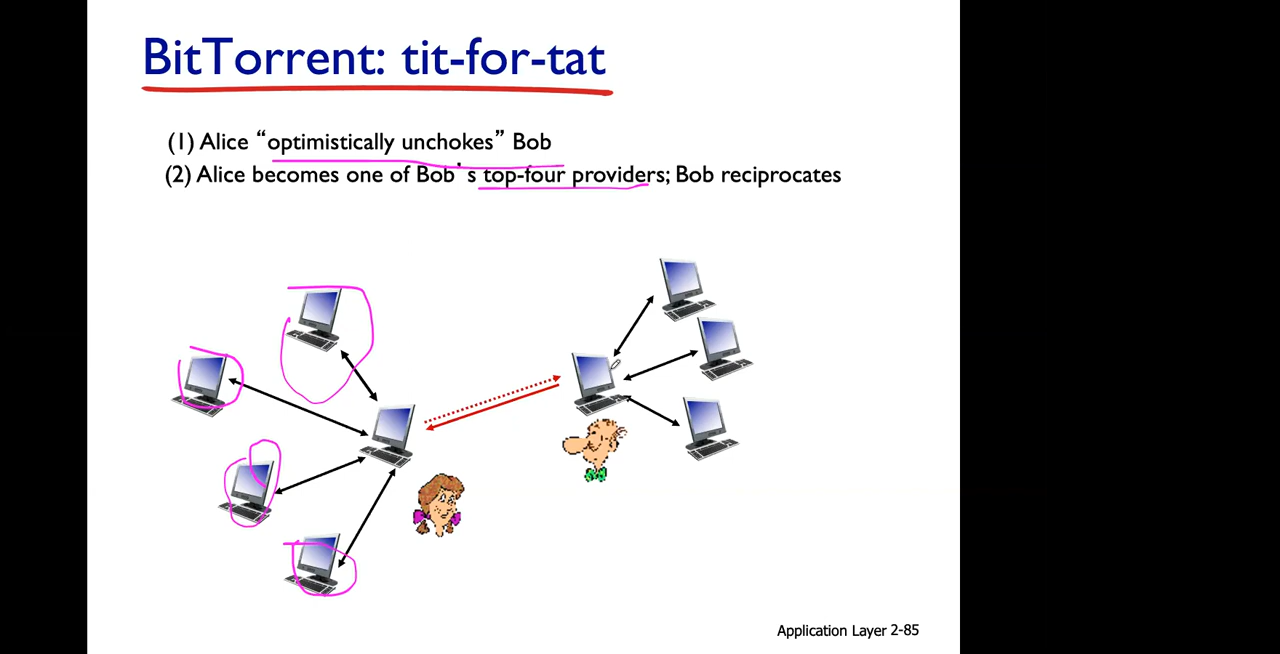 BitTorrent: tit-for-tat
(1) Alice “optimistically unchokes” Bob
(2) Alice becomes one of Bob’s top-four providers; Bob reciprocates
Application Layer 2-85